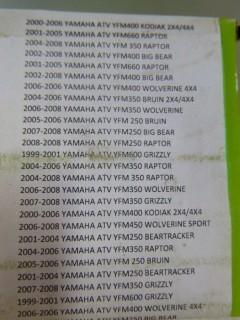 2000-2006 YAMAHA ATV YFM400 KODIAK 2X4/4X4
2001-2005 YAMAHA ATV YFM660 RAPTOR
2004-2008 YAMAHA ATV YFM 350 RAPTOR
2002-2008 YAMAHA ATV YFM400 BIG BEAR
2001-2005 YAMAHA ATV YFM660 RAPTOR
2002-2008 YAMAHA ATV YFM400 BIG BEAR
2006-2008 YAMAHA ATV YFM400 WOLVERINE 4X4
2004-2006 YAMAHA ATV YFM350 BRUIN 2X4/4X4
2006-2008 YAMAHA ATV YFM350 WOLVERINE
2005-2006 YAMAHA ATV YFM 250 BRUIN
2007-2008 YAMAHA ATV YFM250 BIG BEAR
2008-2008 YAMAHA ATV YFM250 RAPTOR
1999-2001 YAMAHA ATV YFM600 GRIZZLY
2004-2006 YAMAHA ATV YFM350 RAPTOR
2004-2008 YAMAHA ATV YFM 350 RAPTOR
2006-2008 YAMAHA ATV YFM350 WOLVERINE
2007-2008 YAMAHA ATV YFM350 GRIZZLY
2000-2006 YAMAHA ATV YFM400 KODIAK 2X4/4X4
2006-2008 YAMAHA ATV YFM450 WOLVERINE SPORT
2001-2004 YAMAHA ATV YFM250 BEARTRACKER
2004-2006 YAMAHA ATV YFM350 RAPTOR
2005-2006 YAMAHA ATV YFM 250 BRUIN
2001-2004 YAMAHA ATV YFM250 BEARTRACKER
2007-2008 YAMAHA ATV YFM350 GRIZZLY
1999-2001 YAMAHA ATV YFM600 GRIZZLY
2006-2008 YAMAHA ATV YFM400 WOLVERINE 4X4
YAMAHA ATV YFM250 BIG BEAR